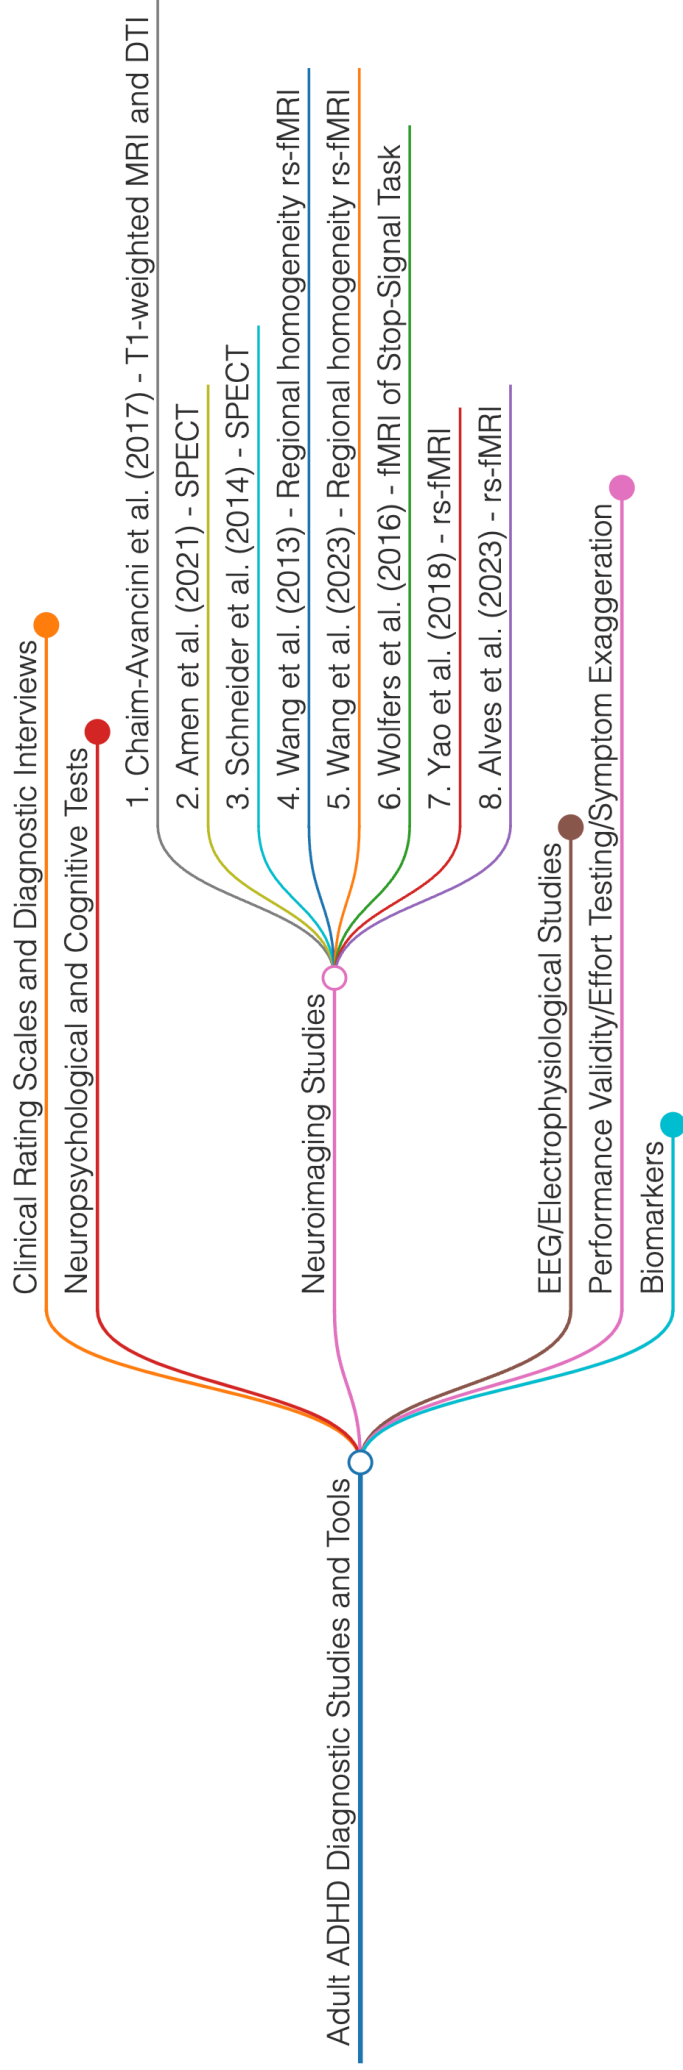 Adult ADHD Diagnostic Studies and Tools
Clinical Rating Scales and Diagnostic Interviews
Neuropsychological and Cognitive Tests
Neuroimaging Studies
1. Chaim-Avancini et al. (2017) - T1-weighted MRI and DTI
2. Amen et al. (2021) - SPECT
3. Schneider et al. (2014) - SPECT
4. Wang et al. (2013) - Regional homogeneity rs-fMRI
5. Wang et al. (2023) - Regional homogeneity rs-fMRI
6. Wolfers et al. (2016) - fMRI of Stop-Signal Task
7. Yao et al. (2018) - rs-fMRI
8. Alves et al. (2023) - rs-fMRI
EEG/Electrophysiological Studies
Performance Validity/Effort Testing/Symptom Exaggeration
Biomarkers